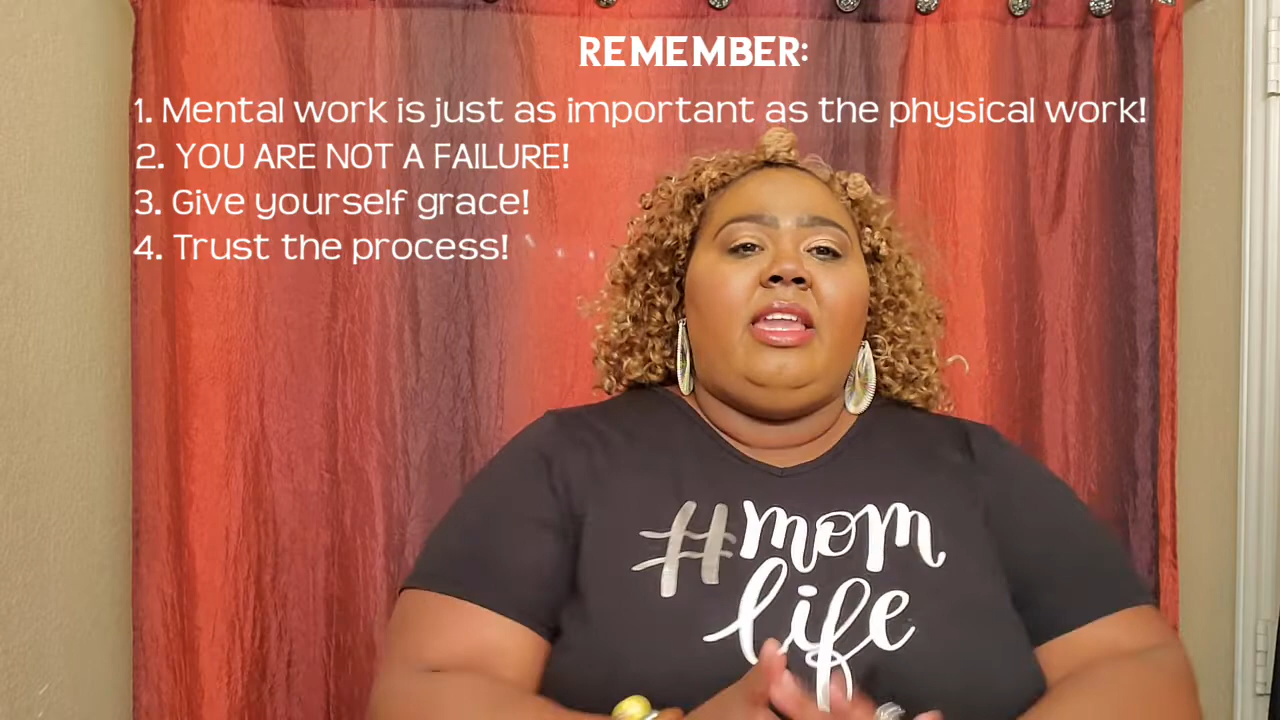 REMEMBER:
1. Mental work is just as important as the physical work!
2. YOU ARE NOT A FAILURE!
3. Give yourself grace!
4. Trust the process!
#mom
life